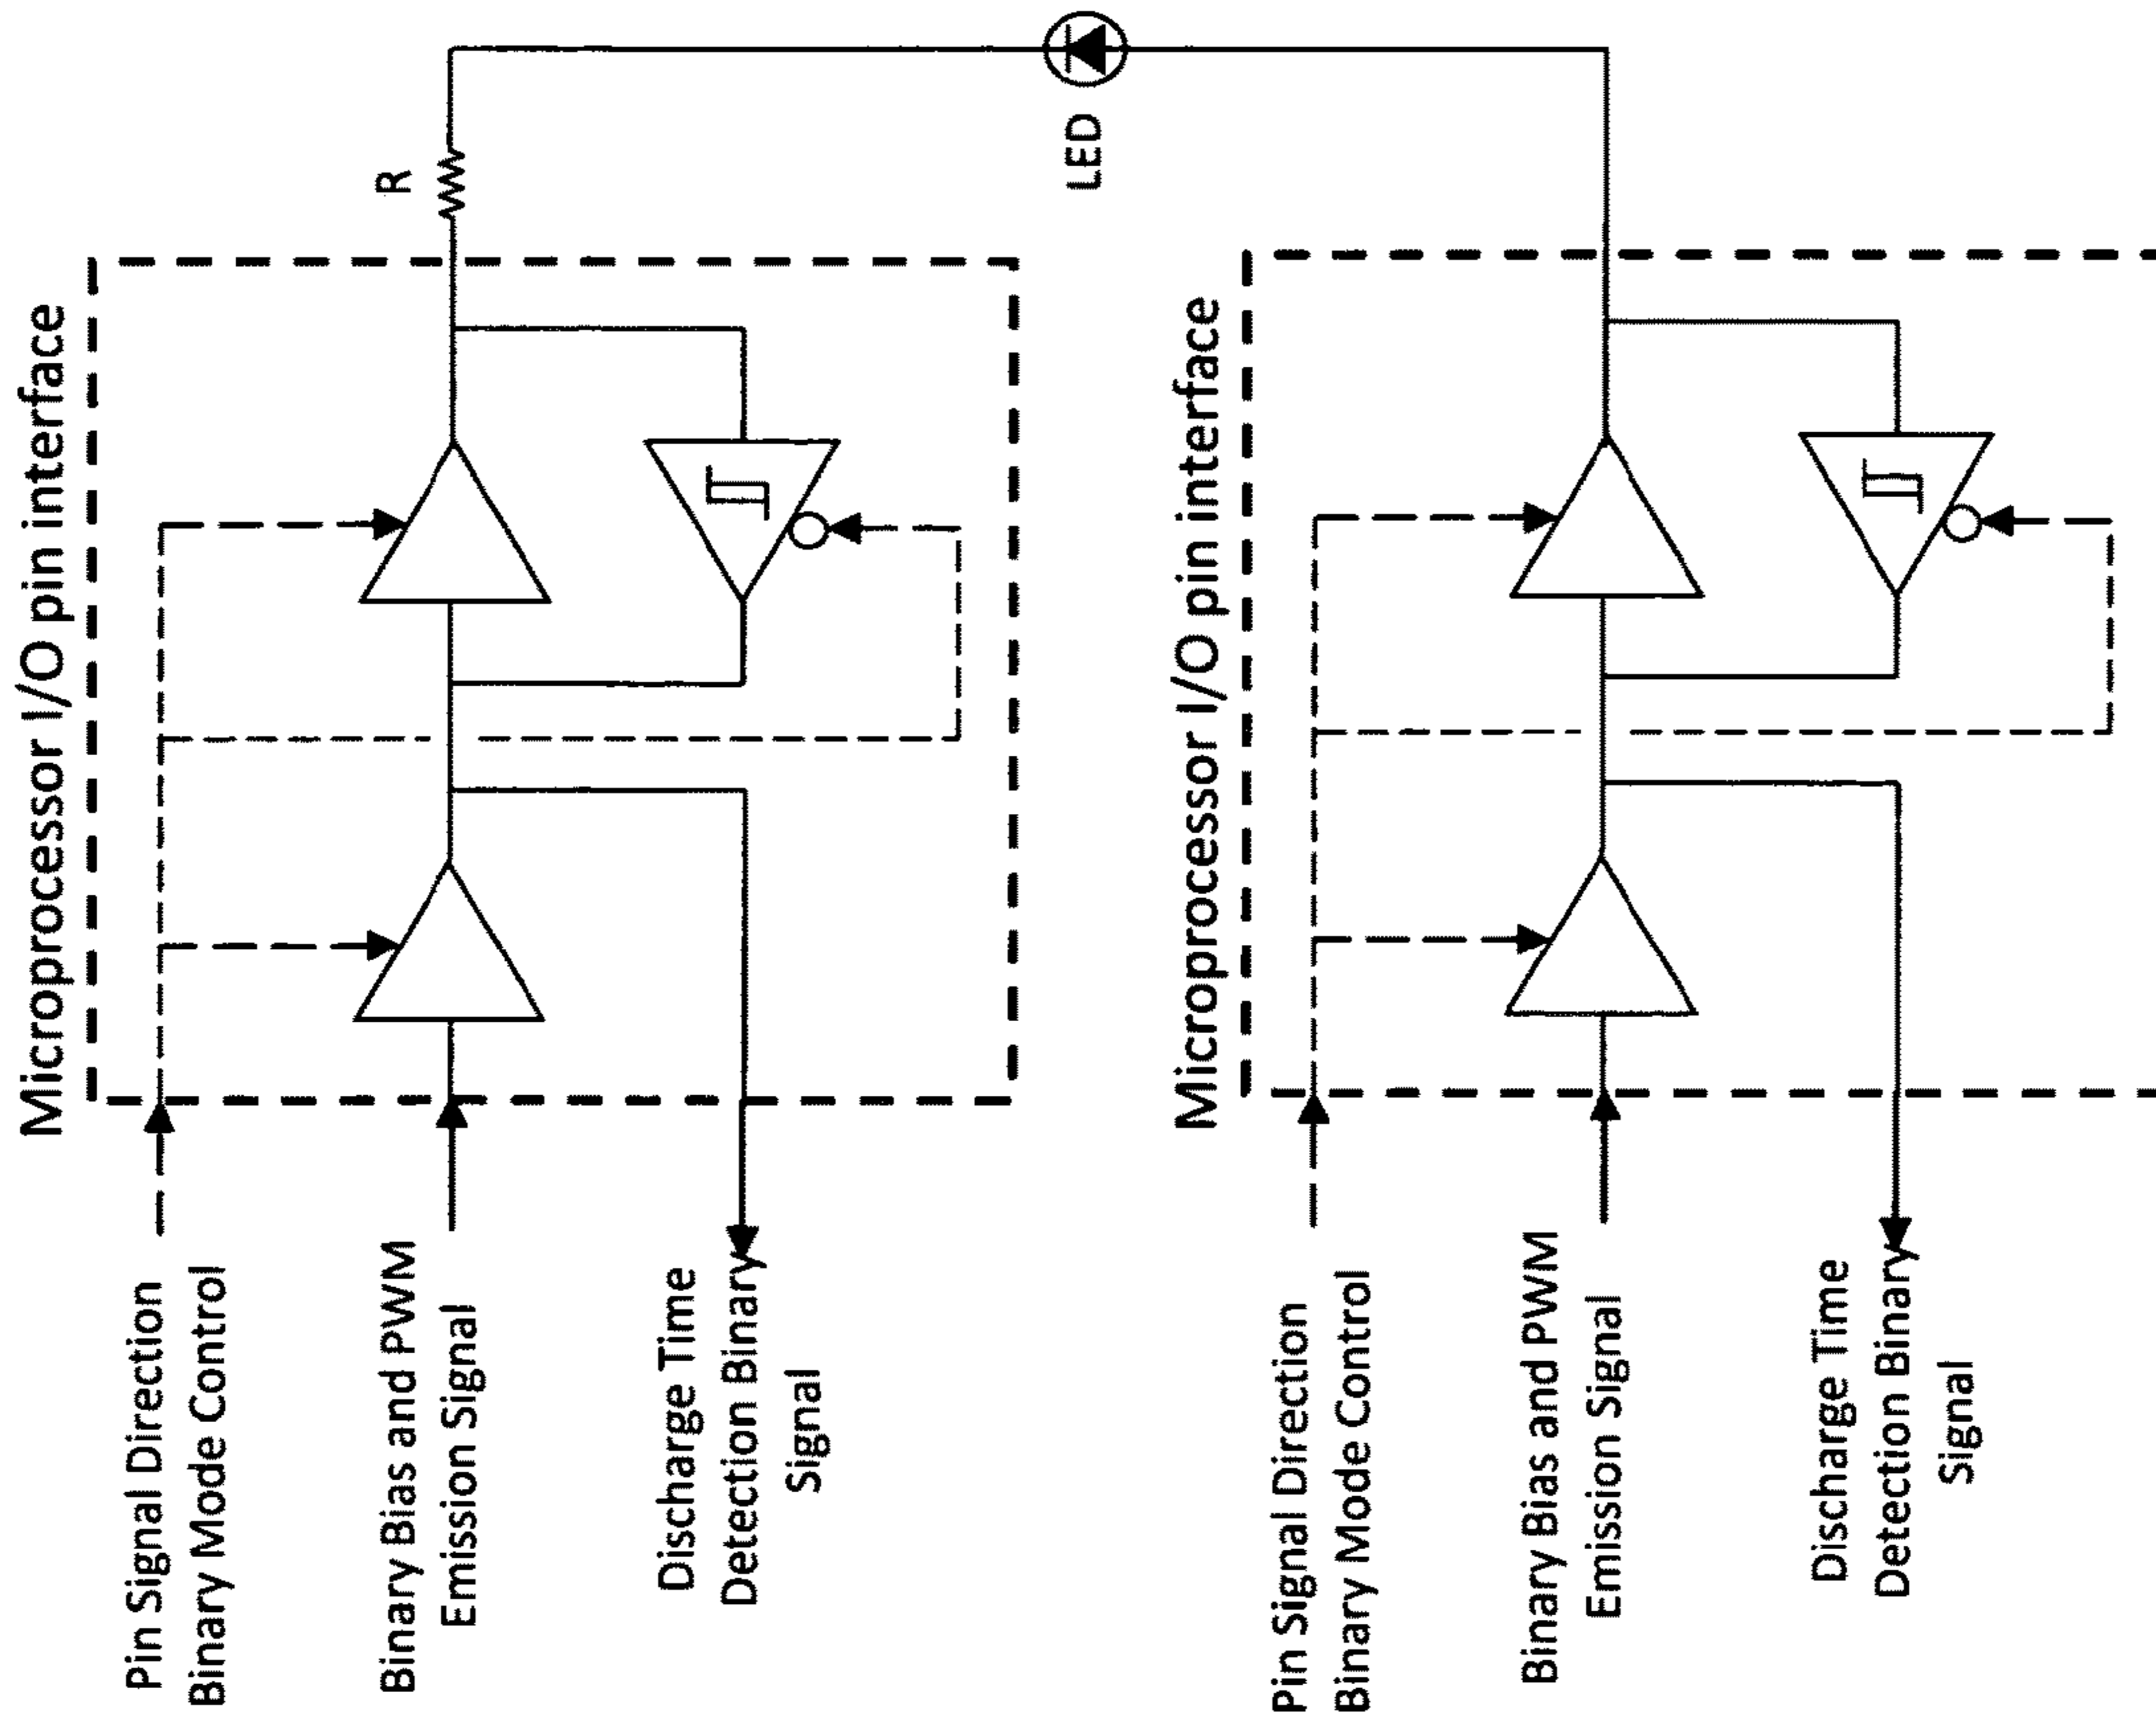 Microprocessor I/O pin interface
Pin Signal Direction
Binary Mode Control
Binary Bias and PWM
Emission Signal
Discharge Time
Detection Binary
Signal
R
LED
Microprocessor I/O pin interface
Pin Signal Direction
Binary Mode Control
Binary Bias and PWM
Emission Signal
Discharge Time
Detection Binary
Signal